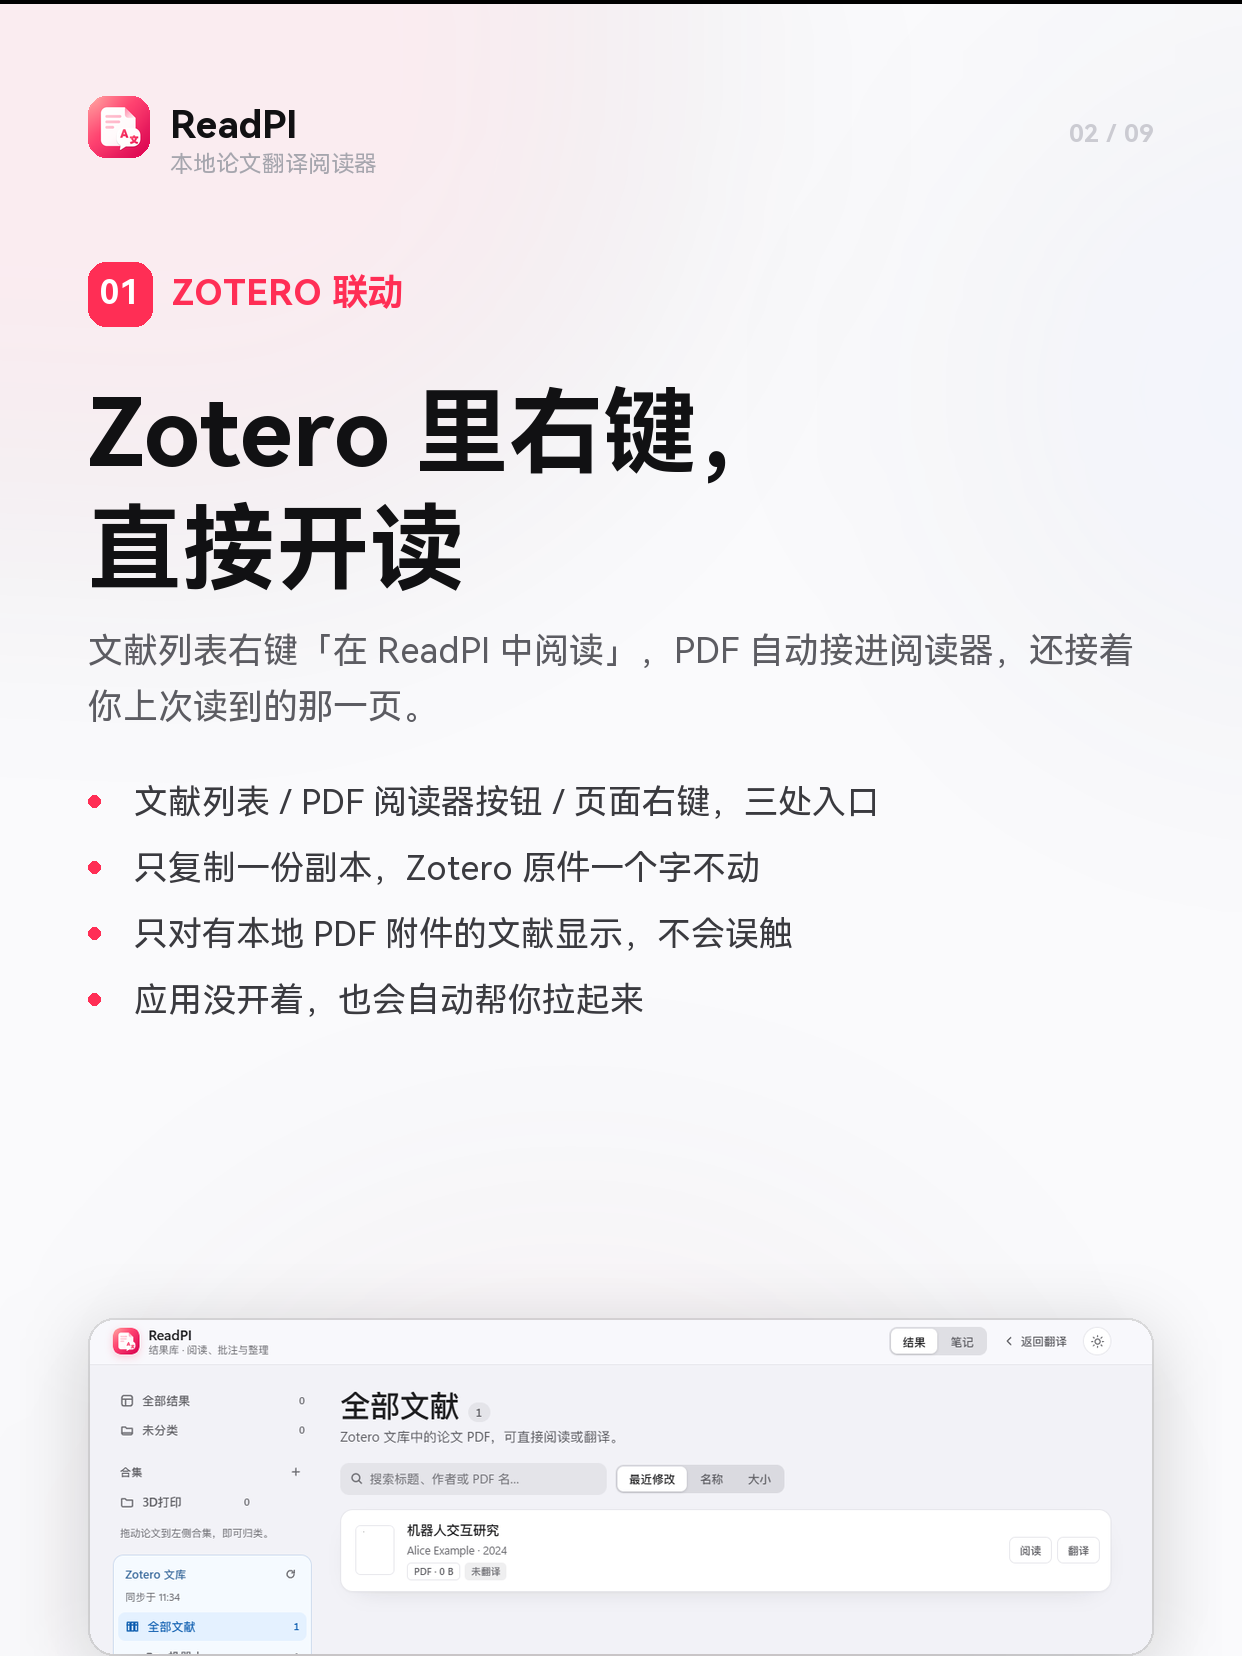 ReadPI
本地论文翻译阅读器
02 / 09
01
ZOTERO 联动
Zotero 里右键，
直接开读
文献列表右键「在 ReadPI 中阅读」，PDF 自动接进阅读器，还接着
你上次读到的那一页。
文献列表 / PDF 阅读器按钮 / 页面右键，三处入口
只复制一份副本，Zotero 原件一个字不动
只对有本地 PDF 附件的文献显示，不会误触
应用没开着，也会自动帮你拉起来
ReadPI
结果库 · 阅读、批注与整理
结果 笔记 返回翻译
全部结果 0
未分类 0
合集 +
3D打印 0
拖动论文到左侧合集，即可归类。
Zotero 文库
同步于 11:34
全部文献 1
全部文献 1
Zotero 文库中的论文 PDF，可直接阅读或翻译。
搜索标题、作者或 PDF 名...
最近修改 名称 大小
机器人交互研究
Alice Example · 2024
PDF · 0 B 未翻译
阅读 翻译